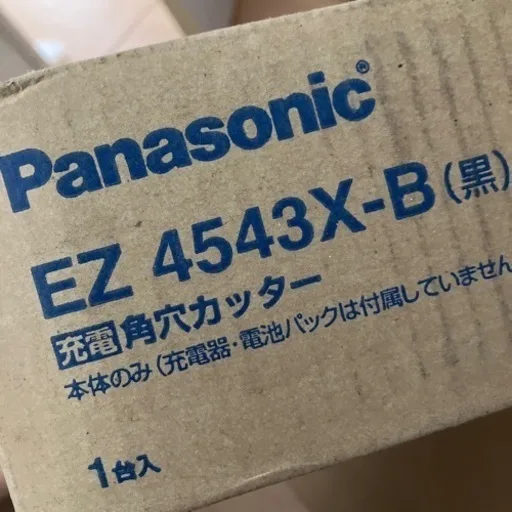 Panasonic®
EZ 4543X-B(黒)
充電角穴カッター
本体のみ(充電器・電池パックは付属していません
1台入